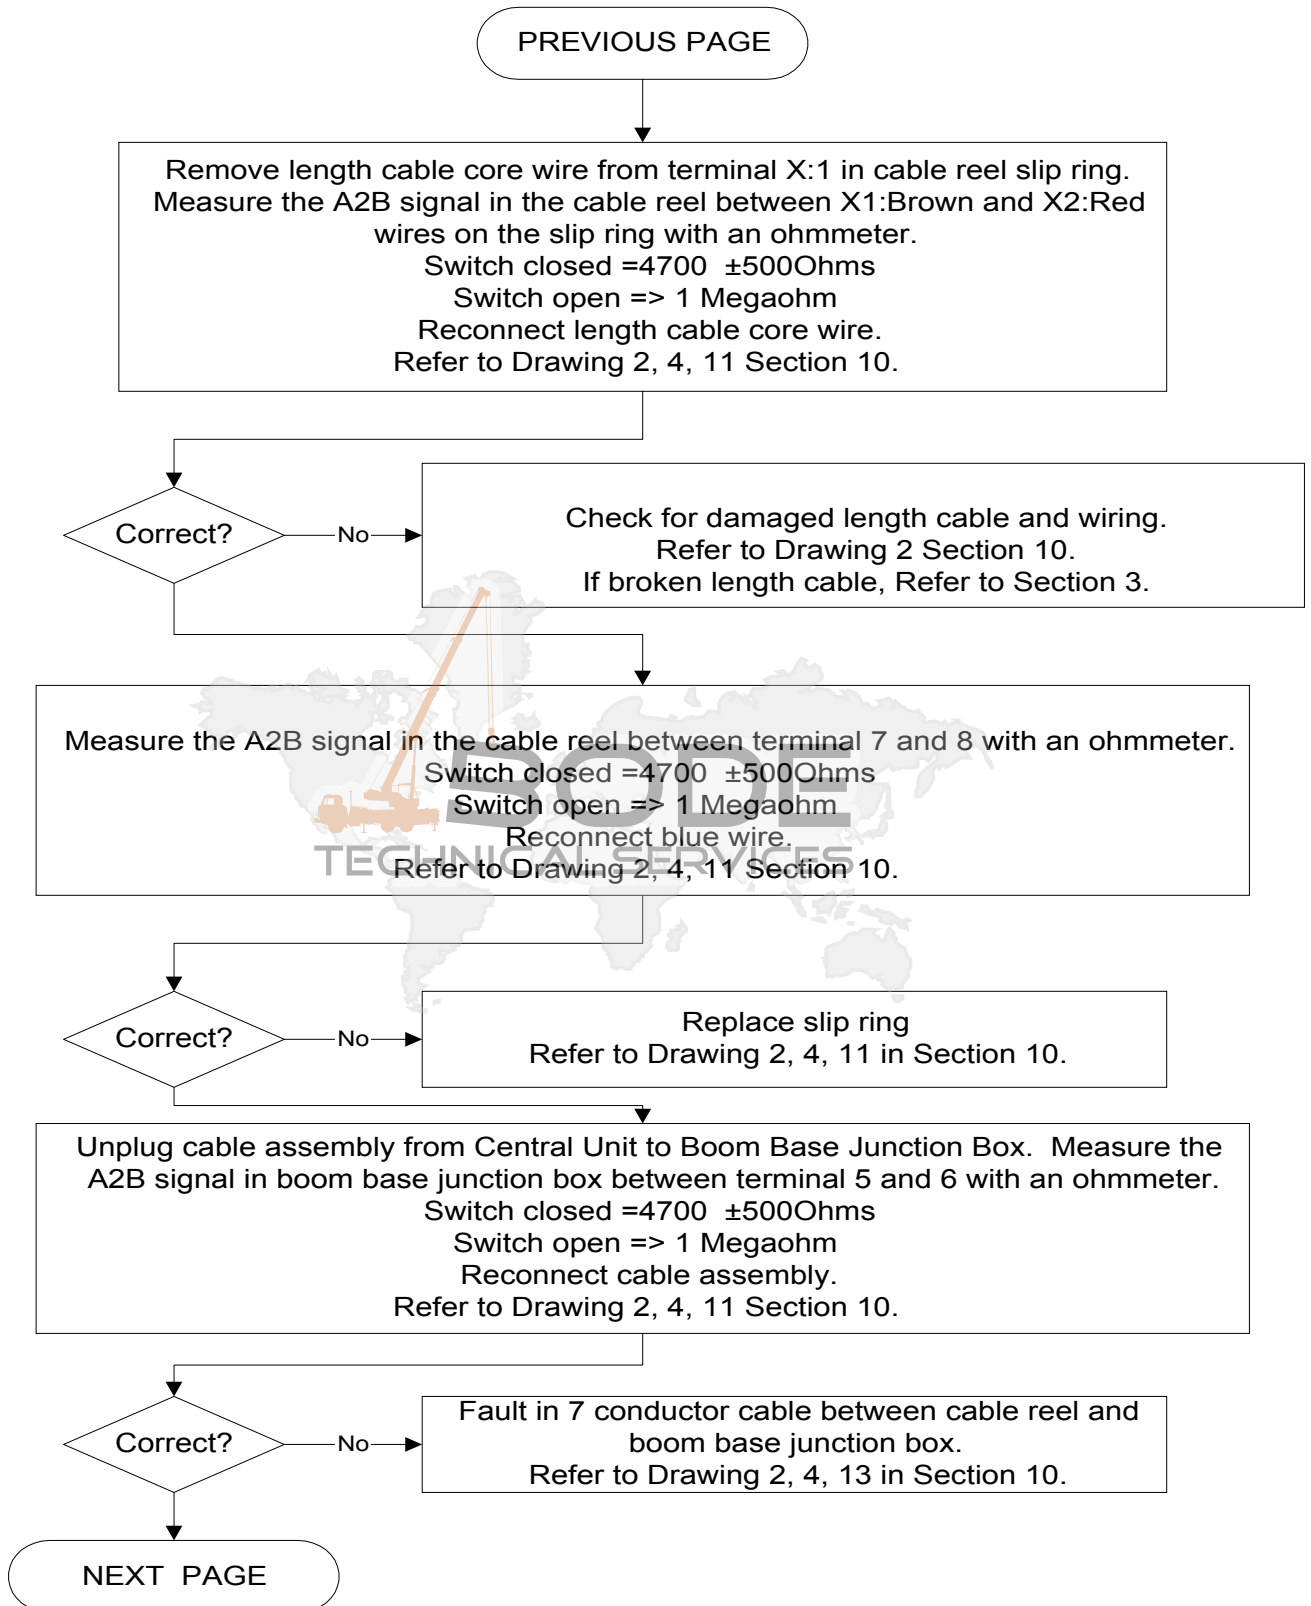 PREVIOUS PAGE
Remove length cable core wire from terminal X:1 in cable reel slip ring.
Measure the A2B signal in the cable reel between X1:Brown and X2:Red
wires on the slip ring with an ohmmeter.
Switch closed =4700 ±500Ohms
Switch open => 1 Megaohm
Reconnect length cable core wire.
Refer to Drawing 2, 4, 11 Section 10.
Correct?
No
Check for damaged length cable and wiring.
Refer to Drawing 2 Section 10.
If broken length cable, Refer to Section 3.
Measure the A2B signal in the cable reel between terminal 7 and 8 with an ohmmeter.
Switch closed =4700 ±500Ohms
Switch open => 1 Megaohm
Reconnect blue wire.
Refer to Drawing 2, 4, 11 Section 10.
BODE
TECHNICAL SERVICES
Correct?
No
Replace slip ring
Refer to Drawing 2, 4, 11 in Section 10.
Unplug cable assembly from Central Unit to Boom Base Junction Box. Measure the
A2B signal in boom base junction box between terminal 5 and 6 with an ohmmeter.
Switch closed =4700 ±500Ohms
Switch open => 1 Megaohm
Reconnect cable assembly.
Refer to Drawing 2, 4, 11 Section 10.
Correct?
No
Fault in 7 conductor cable between cable reel and
boom base junction box.
Refer to Drawing 2, 4, 13 in Section 10.
NEXT PAGE